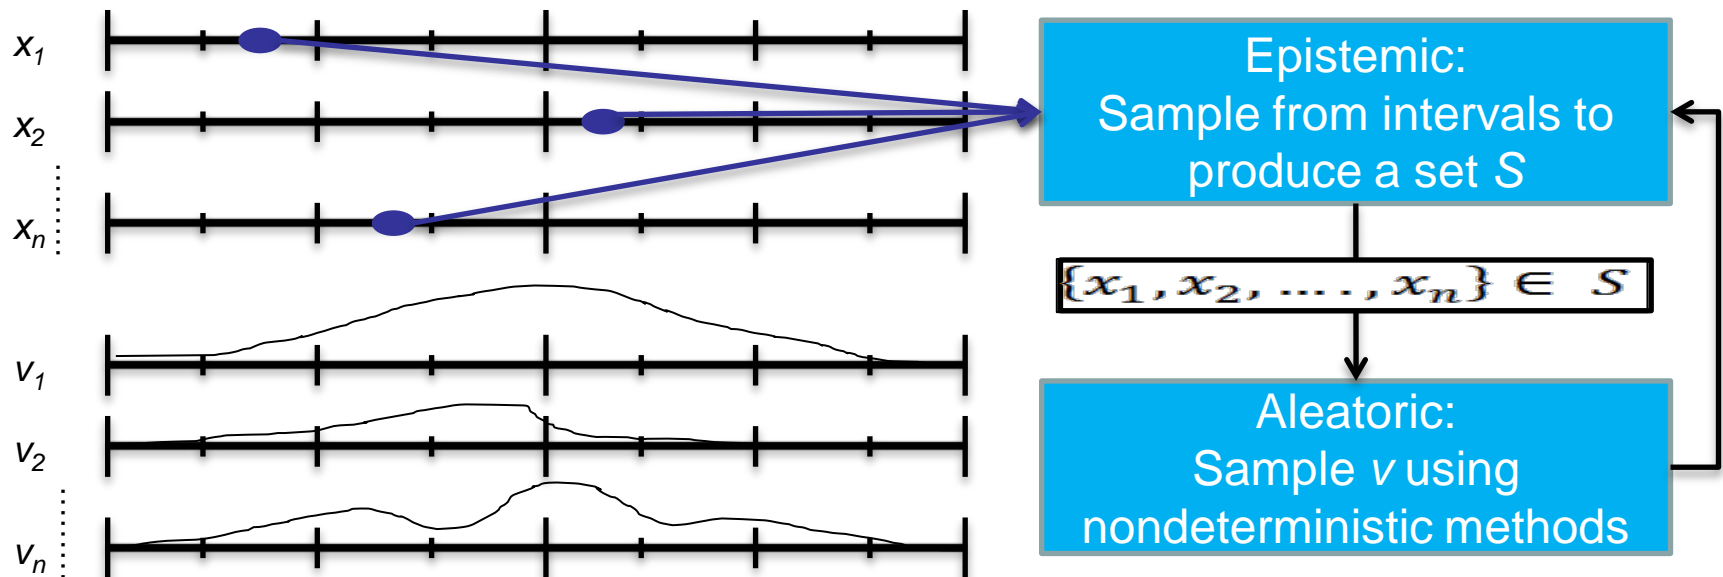 x1
x2
xn
v1
v2
vn
Epistemic:
Sample from intervals to
produce a set S
{x1, x2, ...., xn} ∈ S
Aleatoric:
Sample v using
nondeterministic methods